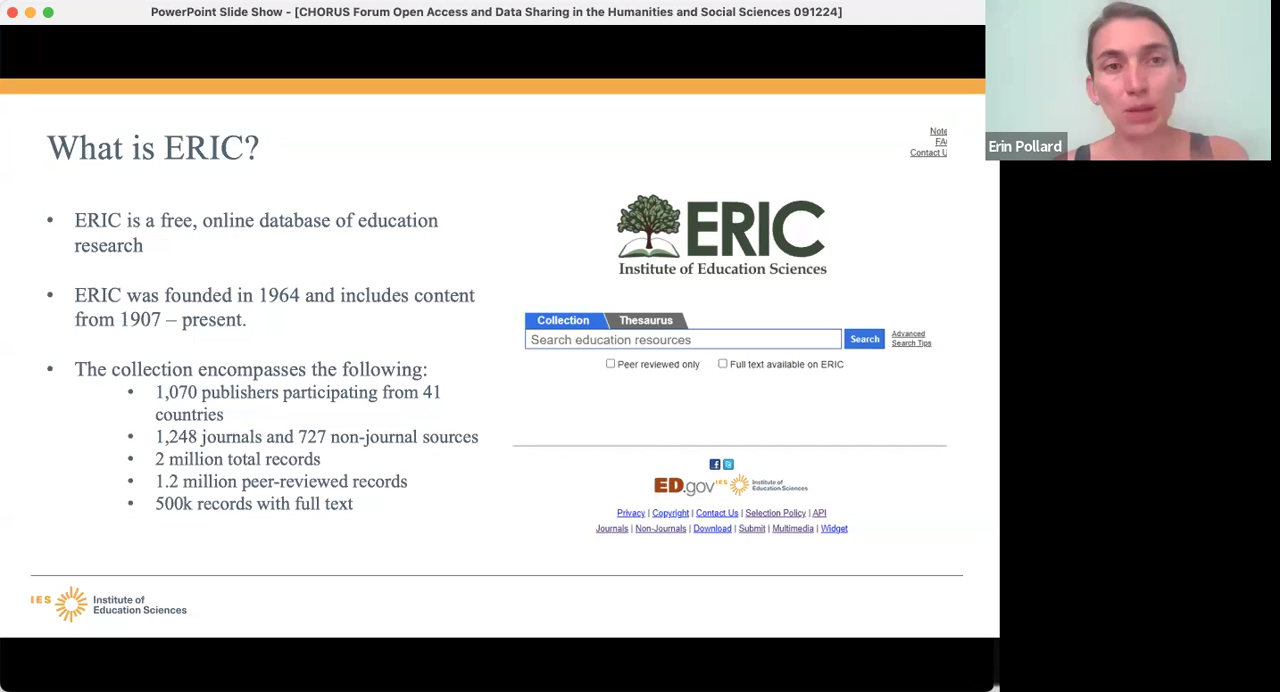 PowerPoint Slide Show - [CHORUS Forum Open Access and Data Sharing in the Humanities and Social Sciences 091224]
Erin Pollard
What is ERIC?
• ERIC is a free, online database of education
research
• ERIC was founded in 1964 and includes content
from 1907 – present.
• The collection encompasses the following:
• 1,070 publishers participating from 41
countries
• 1,248 journals and 727 non-journal sources
• 2 million total records
• 1.2 million peer-reviewed records
• 500k records with full text
Note
FA
Contact U
ERIC
Institute of Education Sciences
Collection Thesaurus
Search education resources Search
Advanced
Search Tips
Peer reviewed only Full text available on ERIC
ED.gov IES Institute of
Education Sciences
Privacy | Copyright | Contact Us | Selection Policy | API
Journals | Non-Journals | Download | Submit | Multimedia | Widget
IES Institute of
Education Sciences